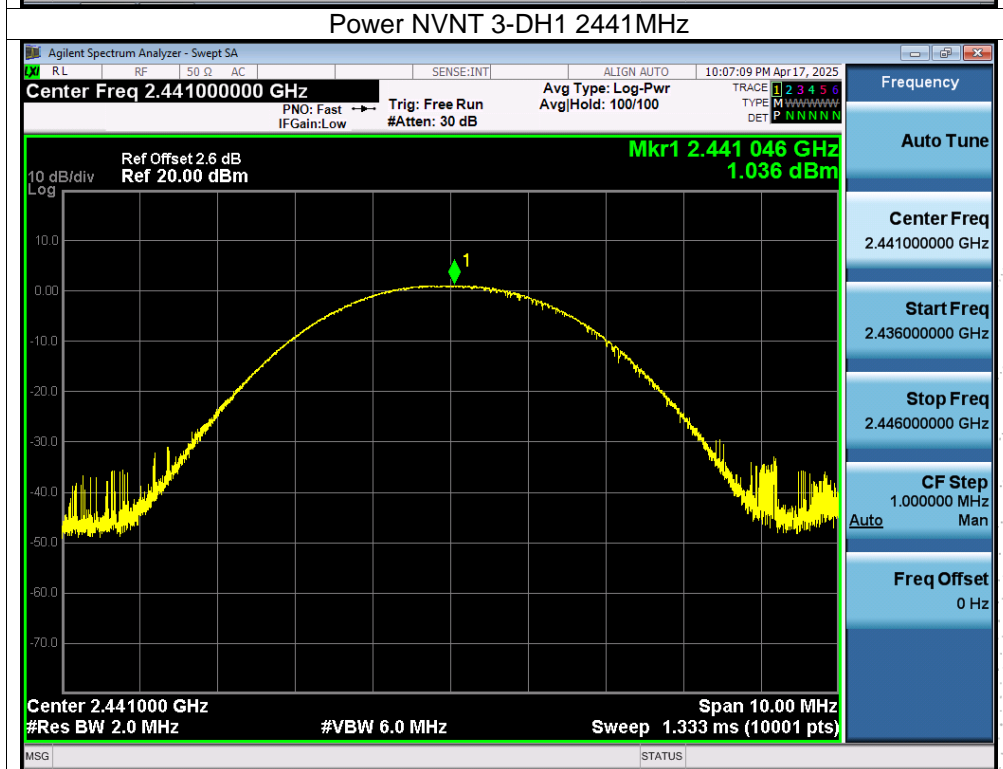 Power NVNT 3-DH1 2441MHz
Agilent Spectrum Analyzer - Swept SA
LXI RL RF 50 Ω AC SENSE:INT ALIGN AUTO 10:07:09 PM Apr 17, 2025
Center Freq 2.441000000 GHz
PNO: Fast
IFGain:Low
Trig: Free Run
#Atten: 30 dB
Avg Type: Log-Pwr
Avg|Hold: 100/100
TRACE 1 2 3 4 5 6
TYPE M WWWWW
DET P N N N N N
Ref Offset 2.6 dB
10 dB/div Ref 20.00 dBm
Log
Mkr1 2.441 046 GHz
1.036 dBm
10.0
0.00
-10.0
-20.0
-30.0
-40.0
-50.0
-60.0
-70.0
1
Center 2.441000 GHz Span 10.00 MHz
#Res BW 2.0 MHz #VBW 6.0 MHz Sweep 1.333 ms (10001 pts)
MSG STATUS
Frequency
Auto Tune
Center Freq
2.441000000 GHz
Start Freq
2.436000000 GHz
Stop Freq
2.446000000 GHz
CF Step
1.000000 MHz
Auto Man
Freq Offset
0 Hz